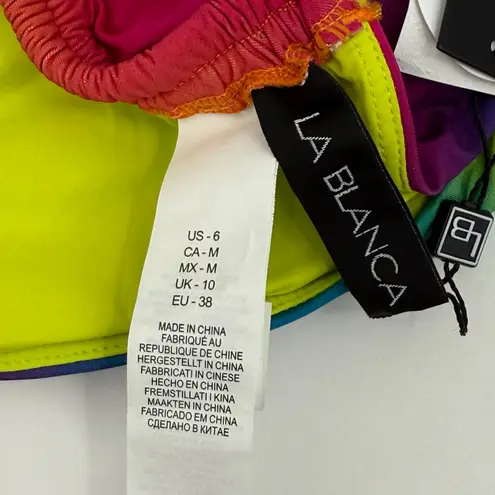 US - 6
CA - M
MX - M
UK - 10
EU - 38
MADE IN CHINA
FABRIQUÉ AU
REPUBLIQUE DE CHINE
HERGESTELLT IN CHINA
FABBRICATI IN CINESE
HECHO EN CHINA
FREMSTILLATI I KINA
MAAKTEN IN CHINA
FABRICADO EM CHINA
СДЕЛАНО В КИТАЕ
LA BLANCA
LB